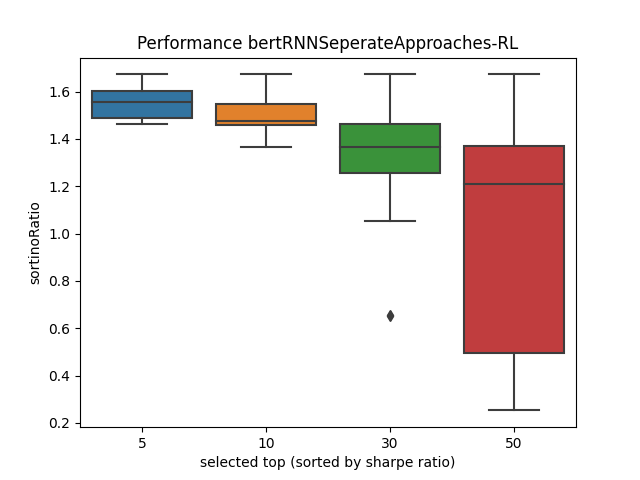 Performance bertRNNSeperateApproaches-RL
sortinoRatio
1.6
1.4
1.2
1.0
0.8
0.6
0.4
0.2
5 10 30 50
selected top (sorted by sharpe ratio)